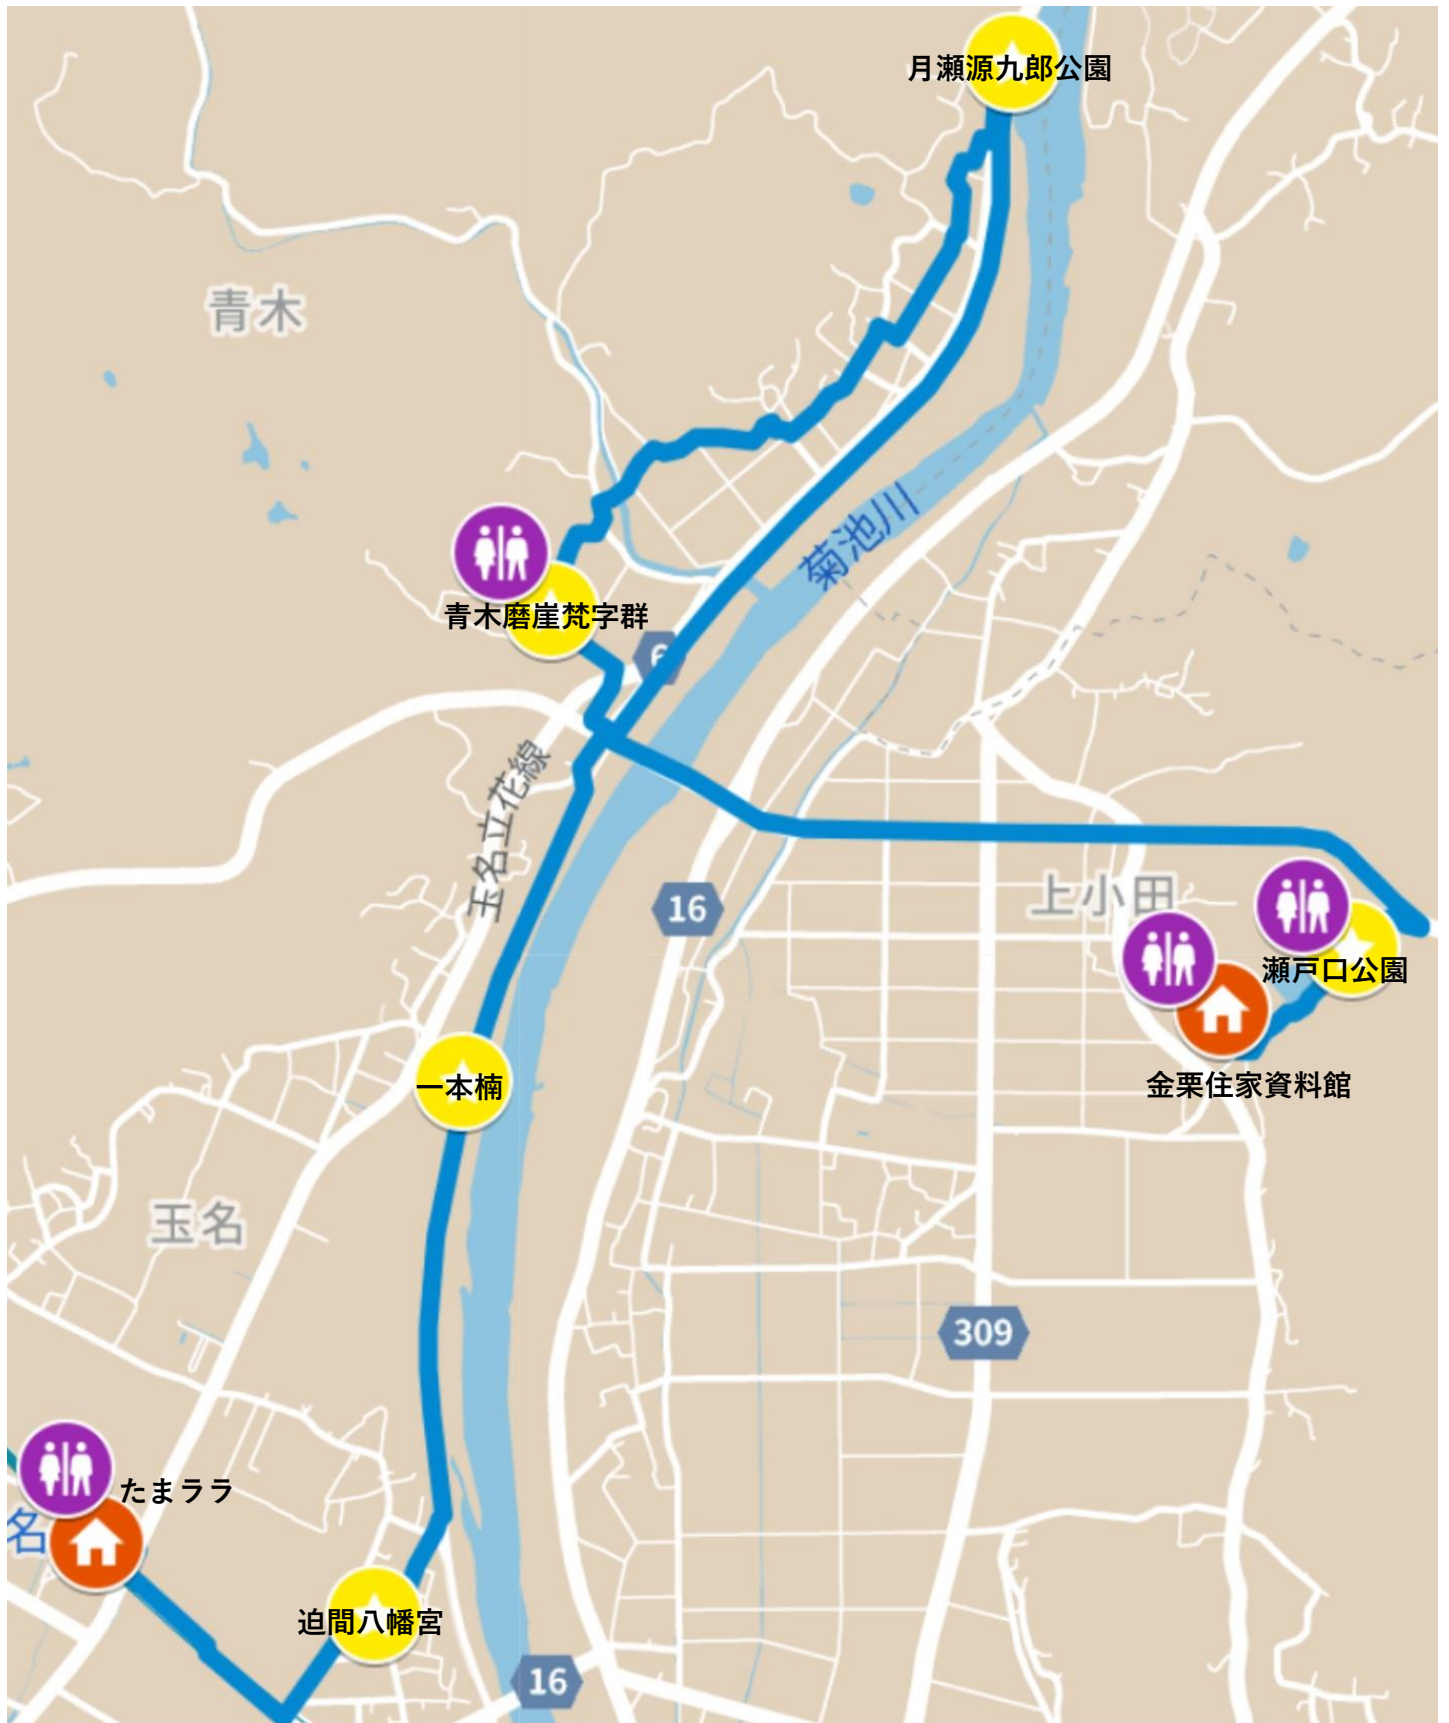 月瀬源九郎公園
青木
菊池川
青木磨崖梵字群
6
玉名立花線
16
上小田
瀬戸口公園
金栗住家資料館
一本楠
玉名
309
たまララ
名
迫間八幡宮
16